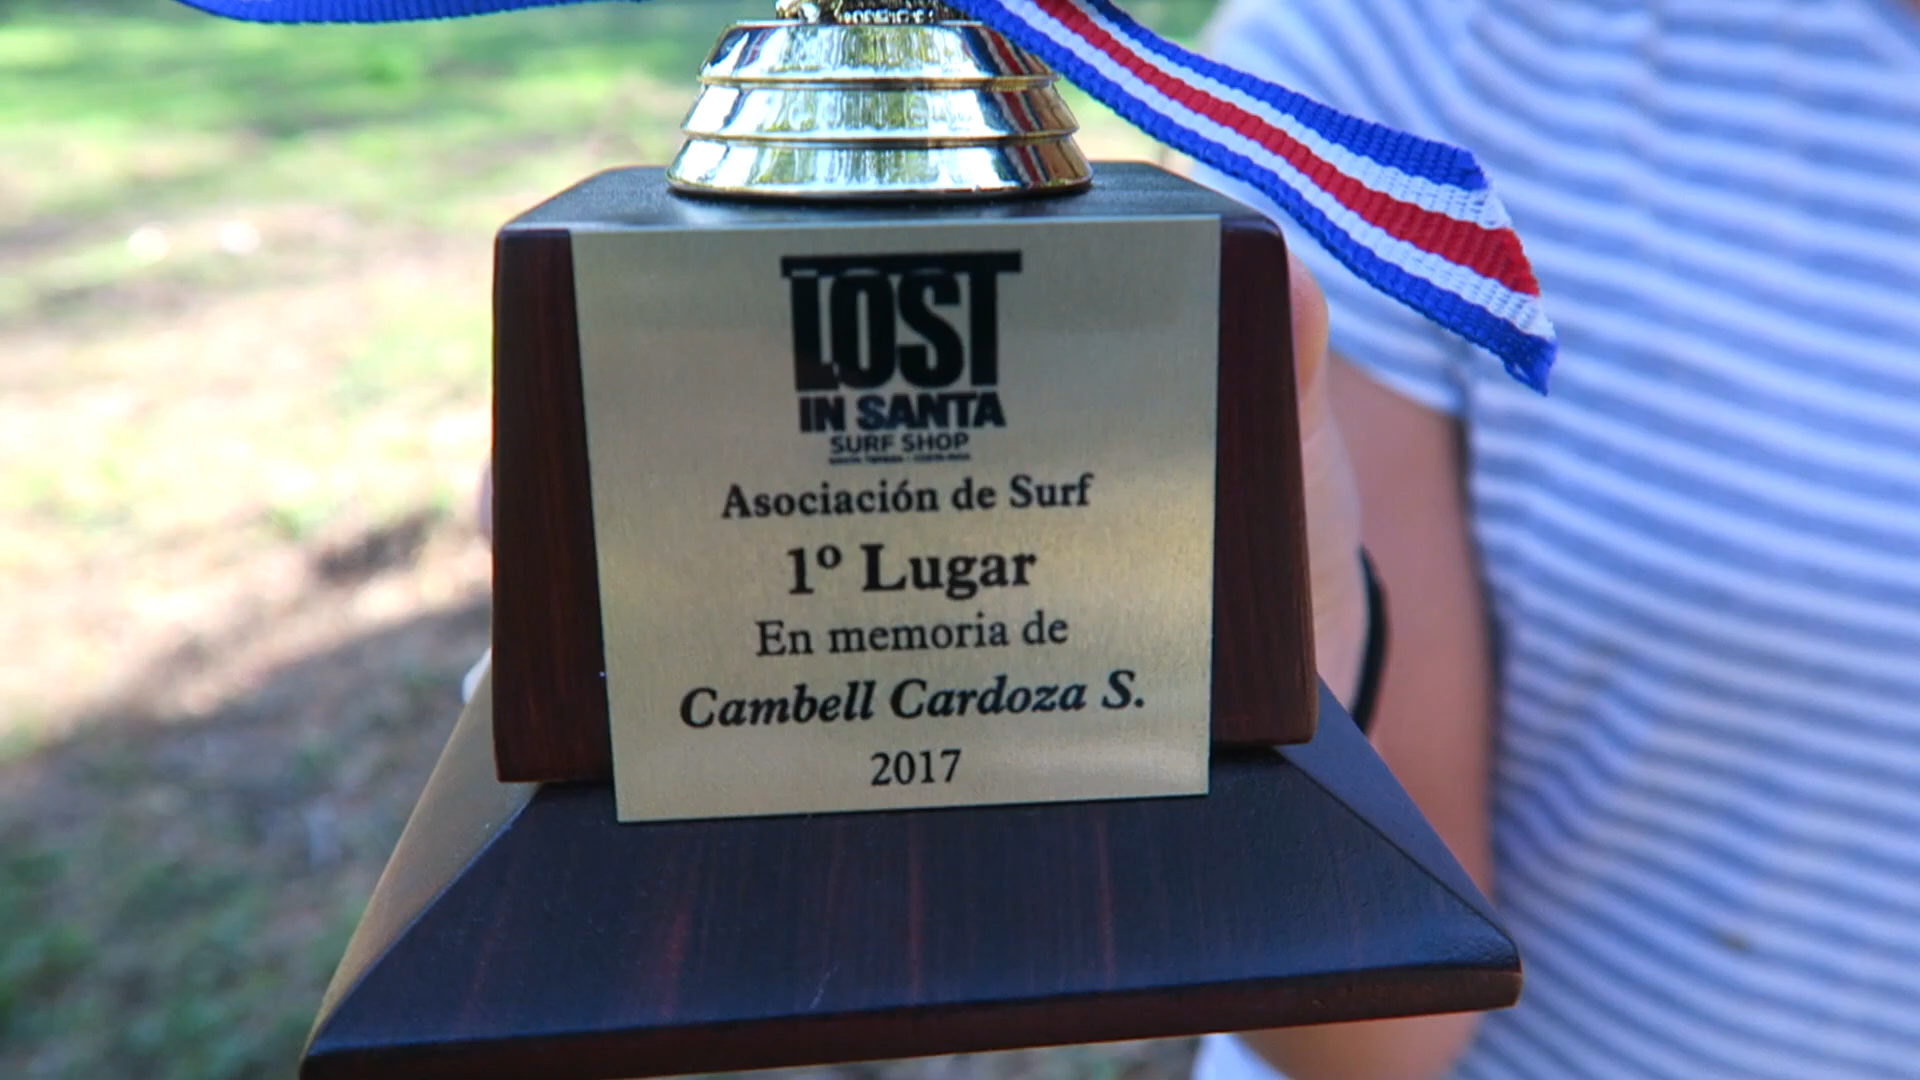 LOST
IN SANTA
SURF SHOP
Asociación de Surf
1º Lugar
En memoria de
Cambell Cardoza S.
2017